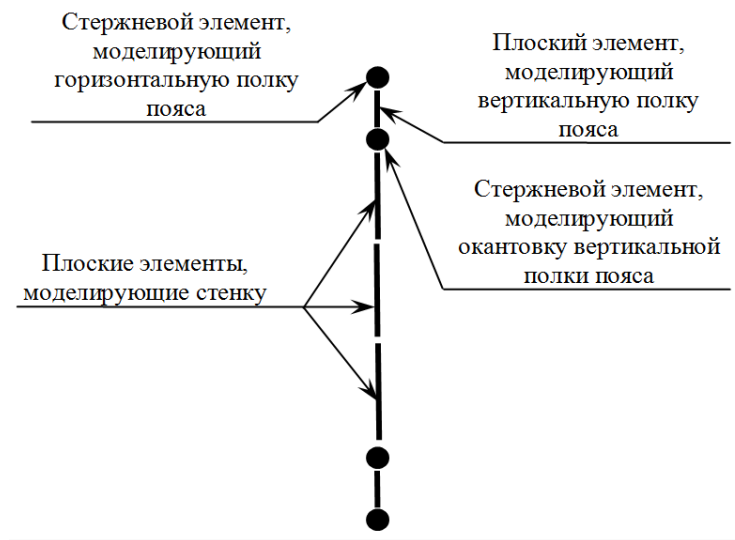 Стержневой элемент,
моделирующий
горизонтальную полку
пояса
Плоский элемент,
моделирующий
вертикальную полку
пояса
Стержневой элемент,
моделирующий
окантовку вертикальной
полки пояса
Плоские элементы,
моделирующие стенку